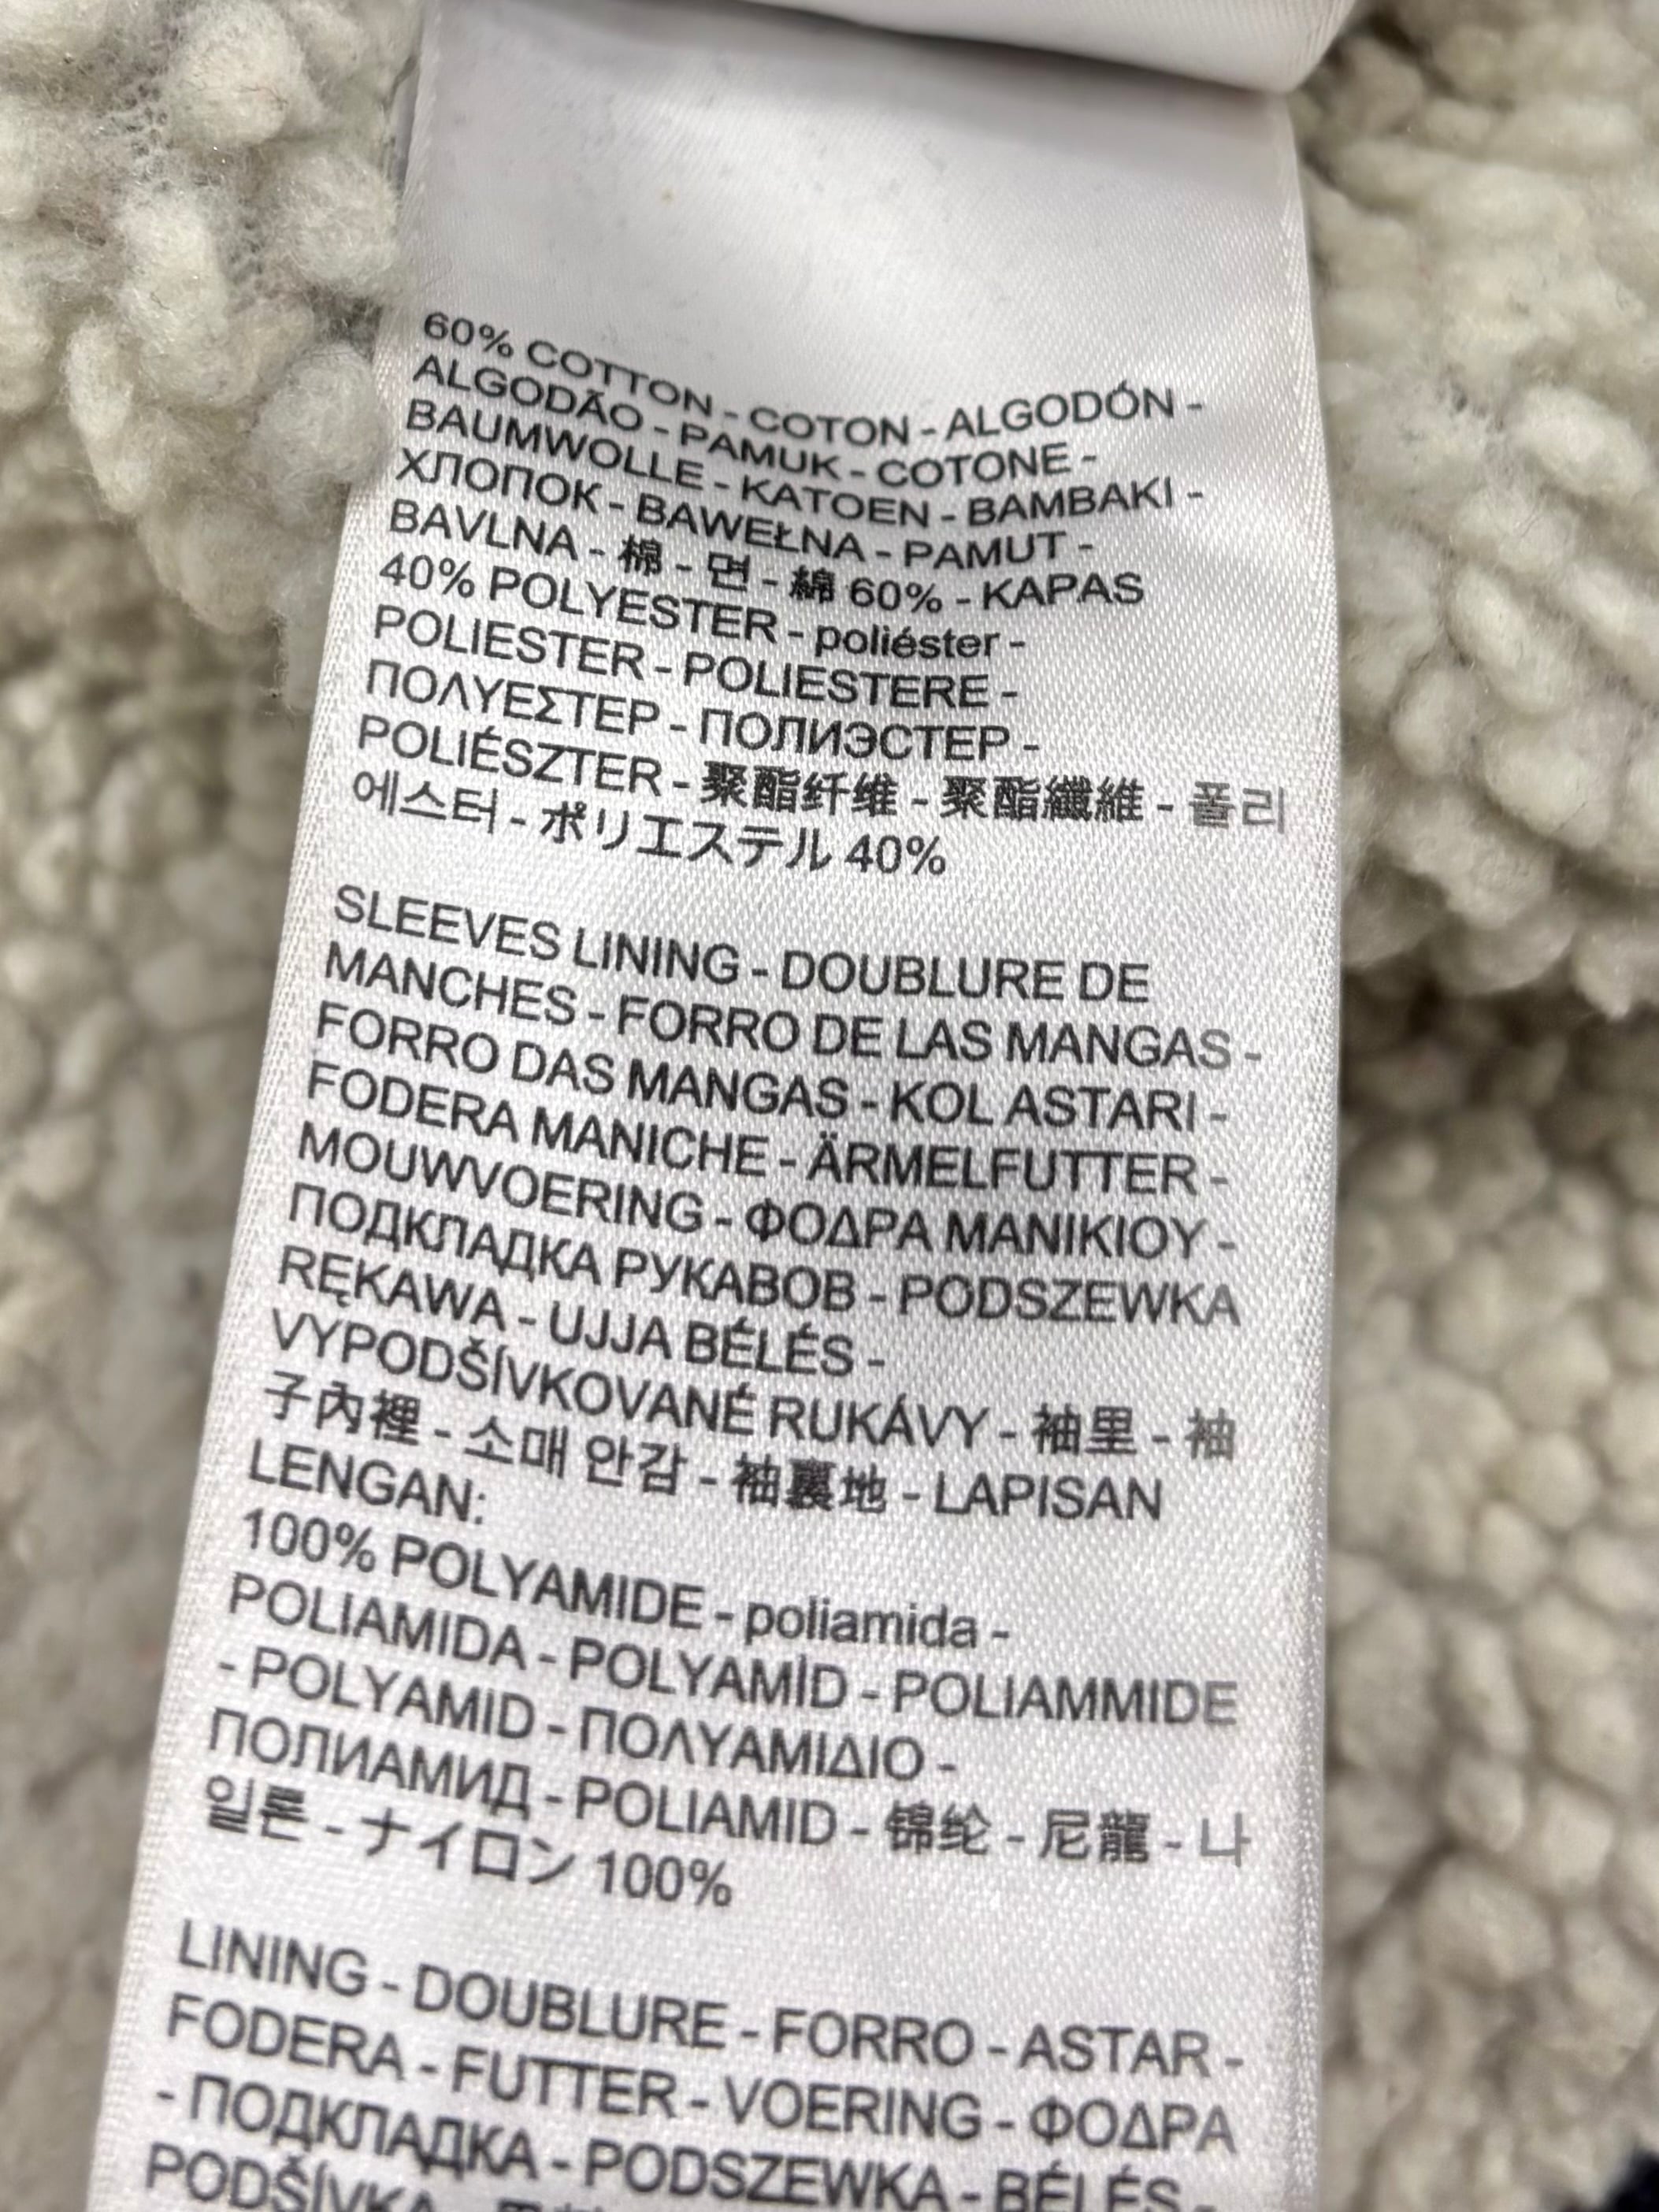 60% COTTON - COTON - ALGODÓN -
ALGODÃO - PAMUK - COTONE -
BAUMWOLLE - KATOEN - BAMBAKI -
ХЛОПОК - BAWEŁNA - PAMUT -
BAVLNA - 棉 - 면 - 綿 60% - KAPAS
40% POLYESTER - poliéster -
POLIESTER - POLIESTERE -
ΠΟΛΥΕΣΤΕΡ - ПОЛИЭСТЕР -
POLIÉSZTER - 聚酯纤维 - 聚酯纖維 - 폴리
에스터 - ポリエステル 40%
SLEEVES LINING - DOUBLURE DE
MANCHES - FORRO DE LAS MANGAS -
FORRO DAS MANGAS - KOL ASTARI -
FODERA MANICHE - ÄRMELFUTTER -
MOUWVOERING - ΦΟΔΡΑ ΜΑΝΙΚΙΟΥ -
ПОДКЛАДКА РУКАВОВ - PODSZEWKA
RĘKAWA - UJJA BÉLÉS -
VYPODŠÍVKOVANÉ RUKÁVY - 袖里 - 袖
子內裡 - 소매 안감 - 袖裏地 - LAPISAN
LENGAN:
100% POLYAMIDE - poliamida -
POLIAMIDA - POLYAMİD - POLIAMMIDE
- POLYAMID - ΠΟΛΥΑΜΙΔΙΟ -
ПОЛИАМИД - POLIAMID - 锦纶 - 尼龍 - 나
일론 - ナイロン 100%
LINING - DOUBLURE - FORRO - ASTAR -
FODERA - FUTTER - VOERING - ΦΟΔΡΑ
- ПОДКЛАДКА - PODSZEWKA - BÉLÉS -
PODŠÍVKA -